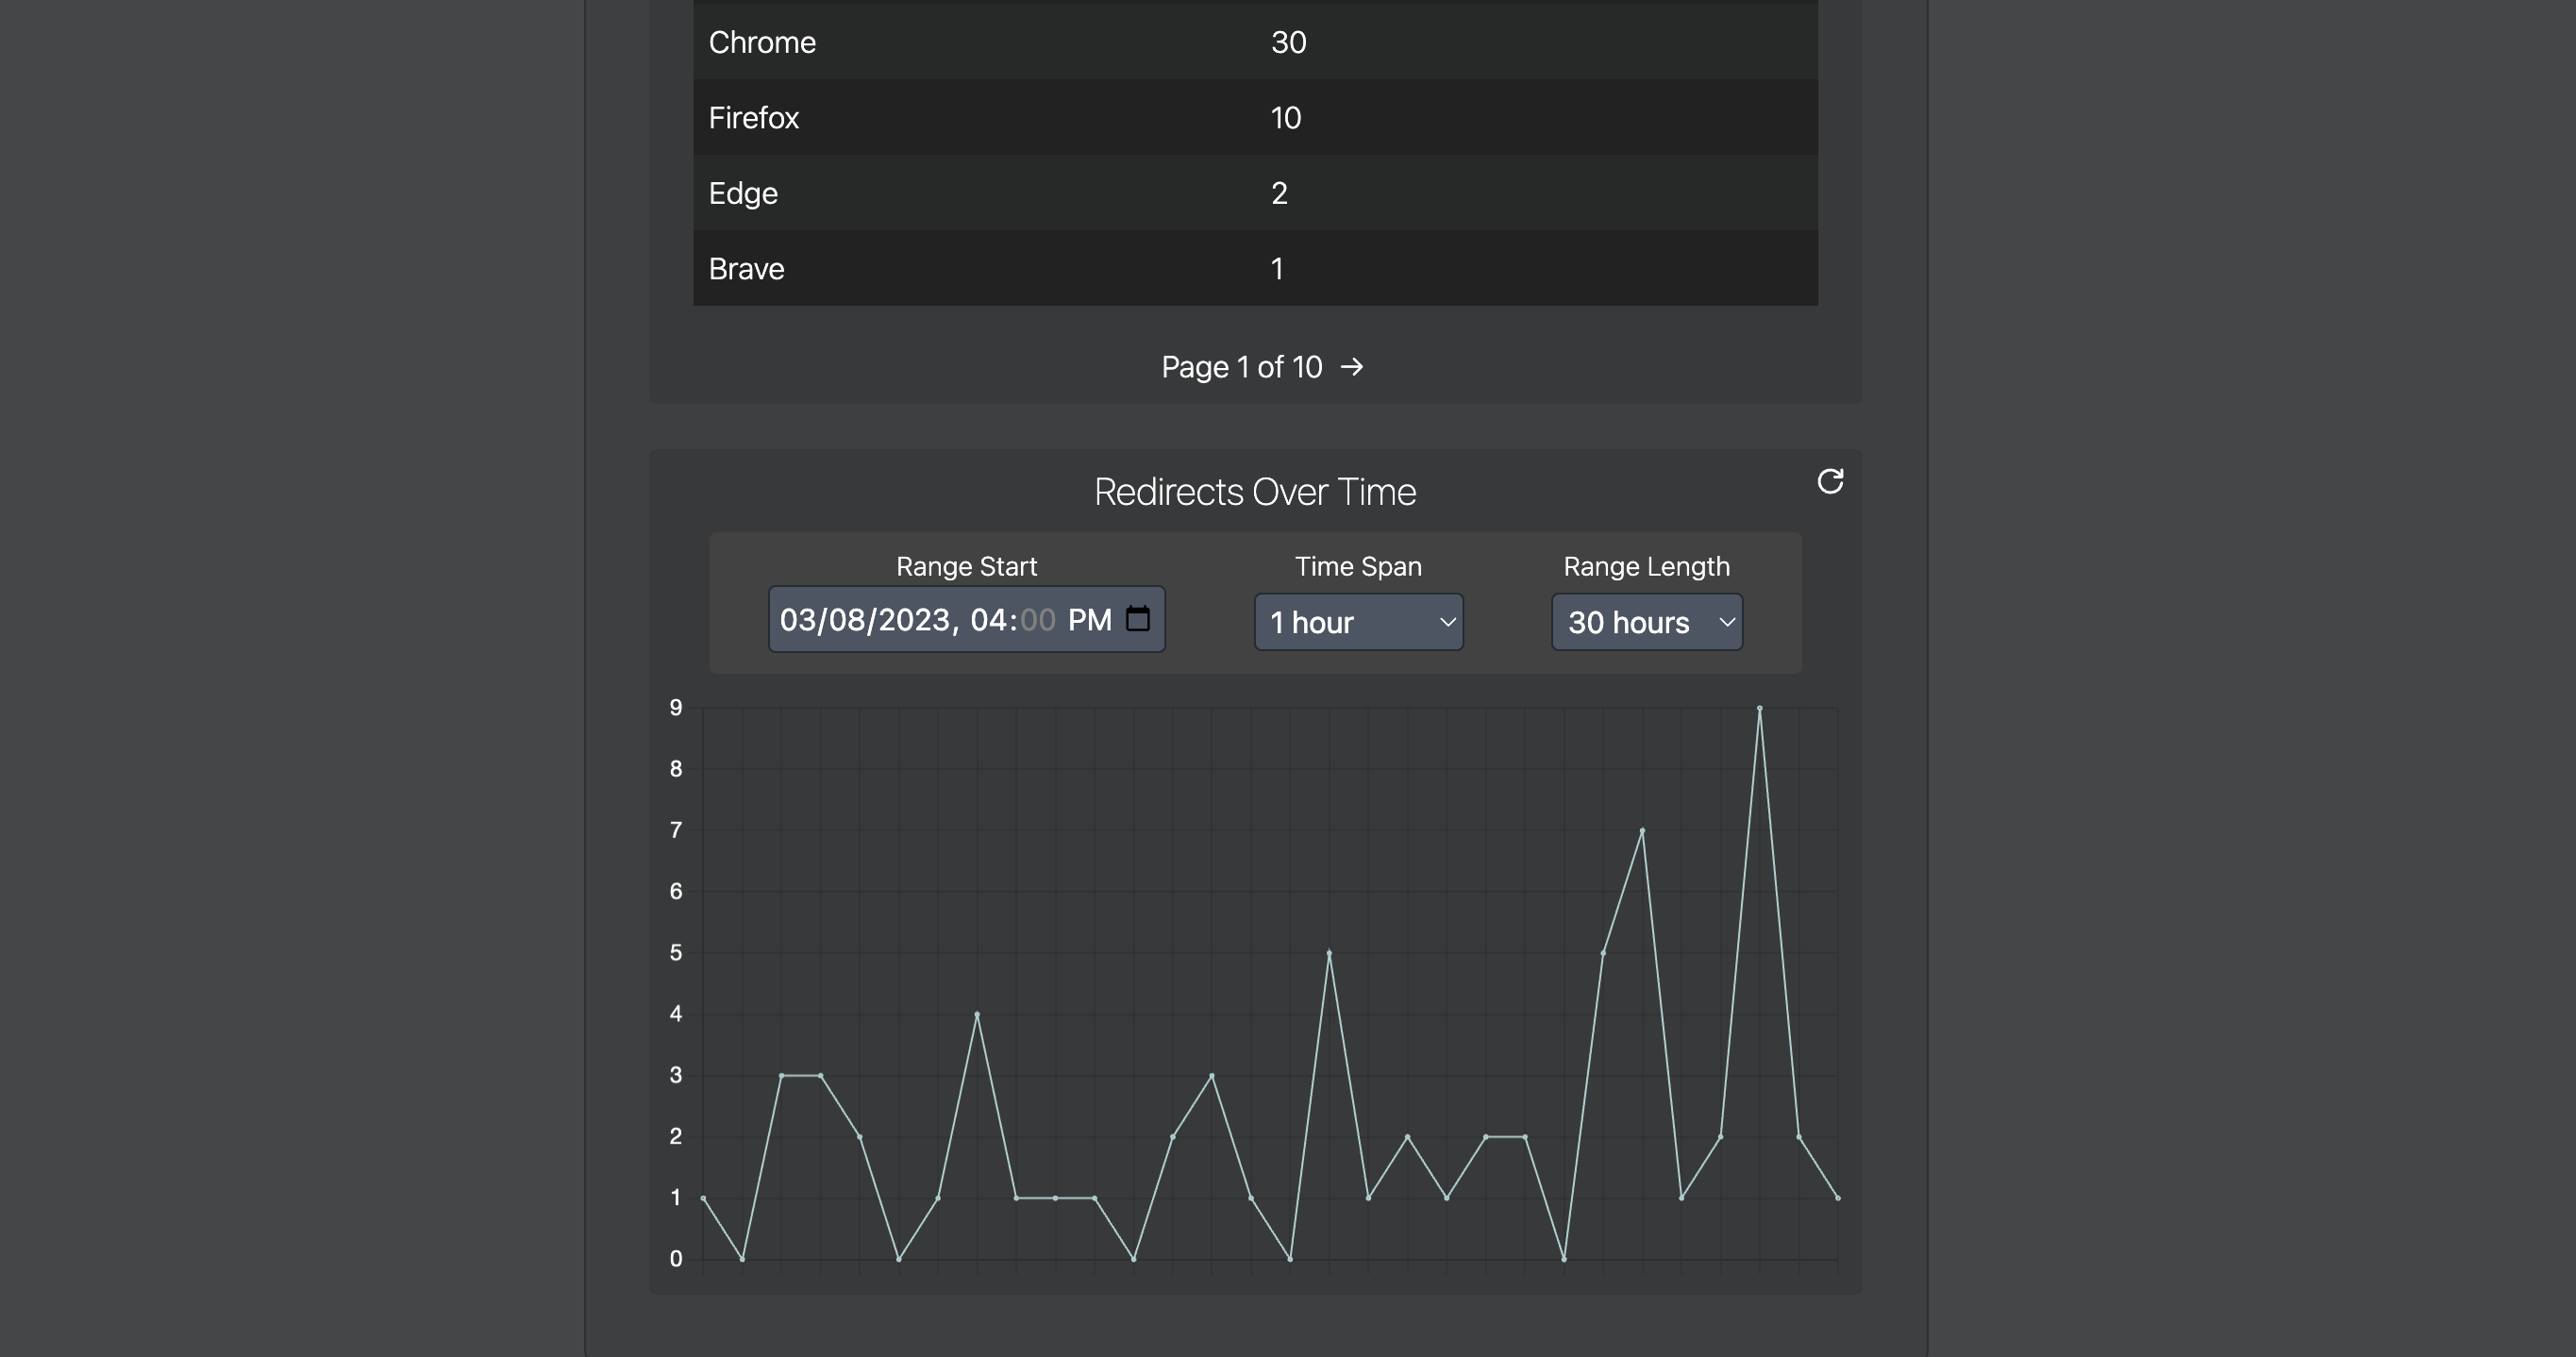 Chrome 30
Firefox 10
Edge 2
Brave 1
Page 1 of 10 →
Redirects Over Time
Range Start Time Span Range Length
03/08/2023, 04:00 PM 1 hour 30 hours
9
8
7
6
5
4
3
2
1
0